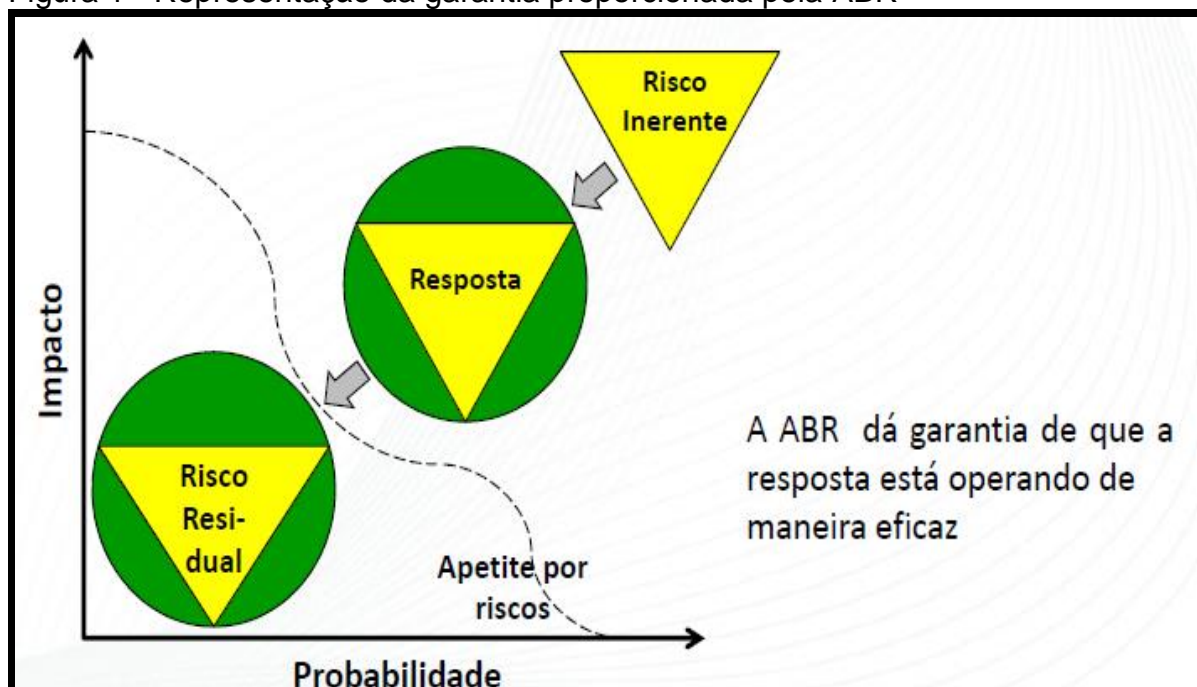 Risco
Inerente
Resposta
Impacto
Risco
Resi-
dual
Apetite por
riscos
Probabilidade
A ABR dá garantia de que a
resposta está operando de
maneira eficaz